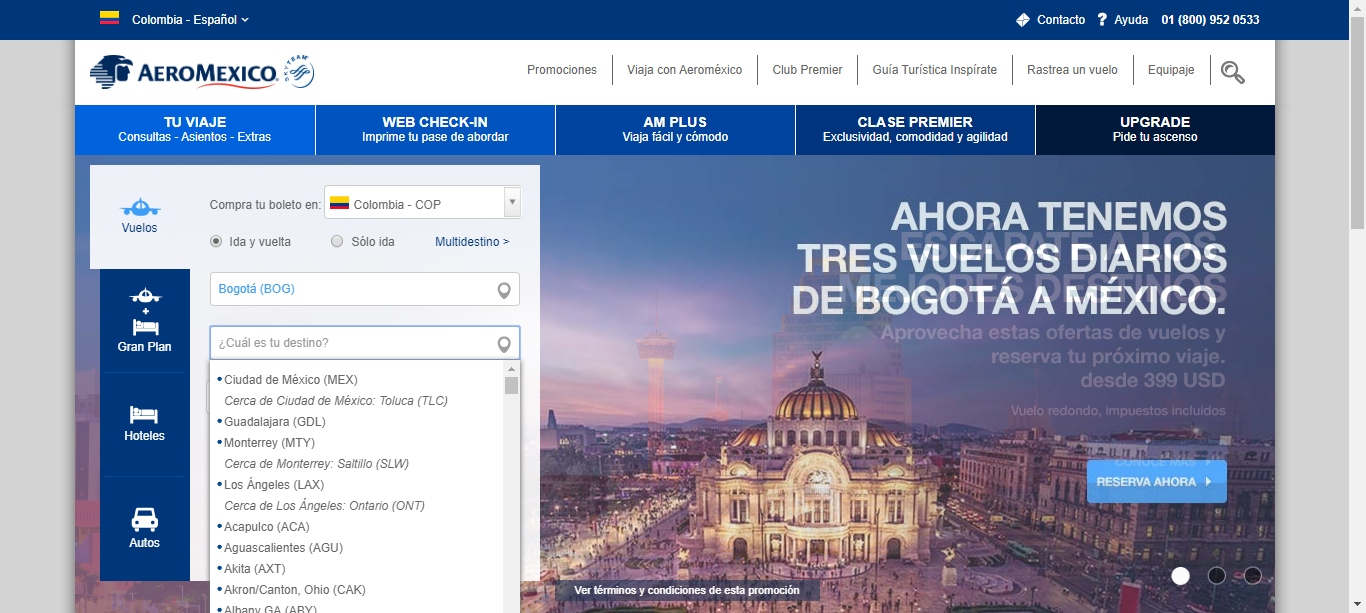 Colombia - Español
Contacto
Ayuda
01 (800) 952 0533
AEROMEXICO.
SKYTEAM
Promociones
Viaja con Aeroméxico
Club Premier
Guía Turística Inspírate
Rastrea un vuelo
Equipaje
TU VIAJE
Consultas - Asientos - Extras
WEB CHECK-IN
Imprime tu pase de abordar
AM PLUS
Viaja fácil y cómodo
CLASE PREMIER
Exclusividad, comodidad y agilidad
UPGRADE
Pide tu ascenso
Vuelos
+
Gran Plan
Hoteles
Autos
Compra tu boleto en:
Colombia - COP
Ida y vuelta
Sólo ida
Multidestino >
Bogotá (BOG)
¿Cuál es tu destino?
Ciudad de México (MEX)
Cerca de Ciudad de México: Toluca (TLC)
Guadalajara (GDL)
Monterrey (MTY)
Cerca de Monterrey: Saltillo (SLW)
Los Ángeles (LAX)
Cerca de Los Ángeles: Ontario (ONT)
Acapulco (ACA)
Aguascalientes (AGU)
Akita (AXT)
Akron/Canton, Ohio (CAK)
Albany GA (ABY)
AHORA TENEMOS
ESCÁPATE A LOS
TRES VUELOS DIARIOS
MEJORES DESTINOS
DE BOGOTÁ A MÉXICO.
Aprovecha estas ofertas de vuelos y
reserva tu próximo viaje.
desde 399 USD
Vuelo redondo, impuestos incluidos
CONOCE MÁS
RESERVA AHORA
Ver términos y condiciones de esta promoción